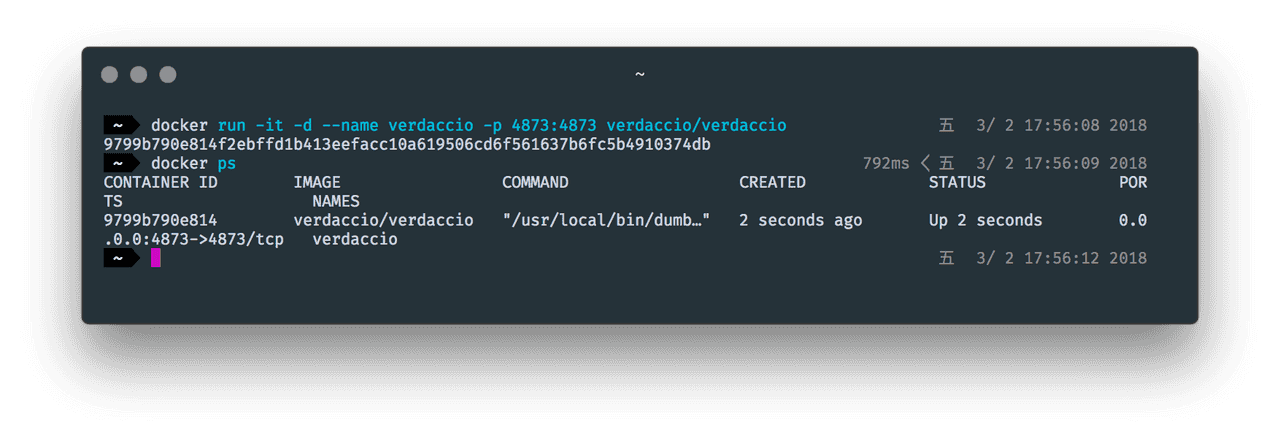 ~
~ docker run -it -d --name verdaccio -p 4873:4873 verdaccio/verdaccio 五 3/ 2 17:56:08 2018
9799b790e814f2ebffd1b413eefacc10a619506cd6f561637b6fc5b4910374db
~ docker ps 792ms < 五 3/ 2 17:56:09 2018
CONTAINER ID IMAGE COMMAND CREATED STATUS POR
TS NAMES
9799b790e814 verdaccio/verdaccio "/usr/local/bin/dumb…" 2 seconds ago Up 2 seconds 0.0
.0.0:4873->4873/tcp verdaccio
~ 五 3/ 2 17:56:12 2018